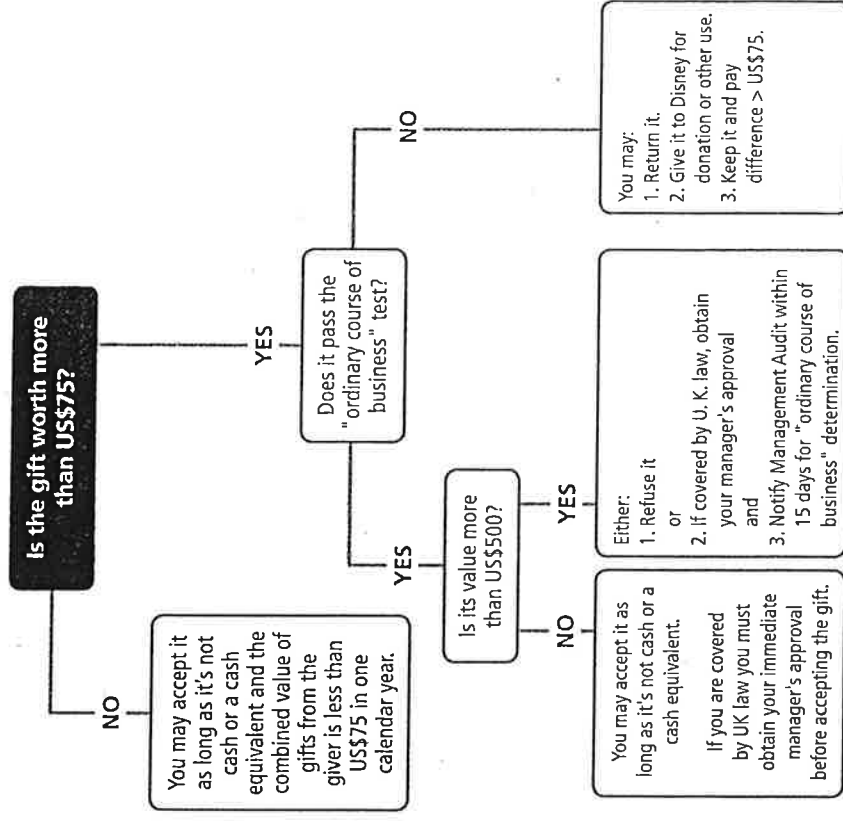 Is the gift worth more
than US$75?
NO
YES
You may accept it
as long as it's not
cash or a cash
equivalent and the
combined value of
gifts from the
giver is less than
US$75 in one
calendar year.
Does it pass the
"ordinary course of
business" test?
YES
NO
Is its value more
than US$500?
NO
YES
You may accept it as
long as it's not cash or a
cash equivalent.
If you are covered
by UK law you must
obtain your immediate
manager's approval
before accepting the gift.
Either:
1. Refuse it
or
2. If covered by U. K. law, obtain
your manager's approval
and
3. Notify Management Audit within
15 days for "ordinary course of
business" determination.
You may:
1. Return it.
2. Give it to Disney for
donation or other use.
3. Keep it and pay
difference > US$75.